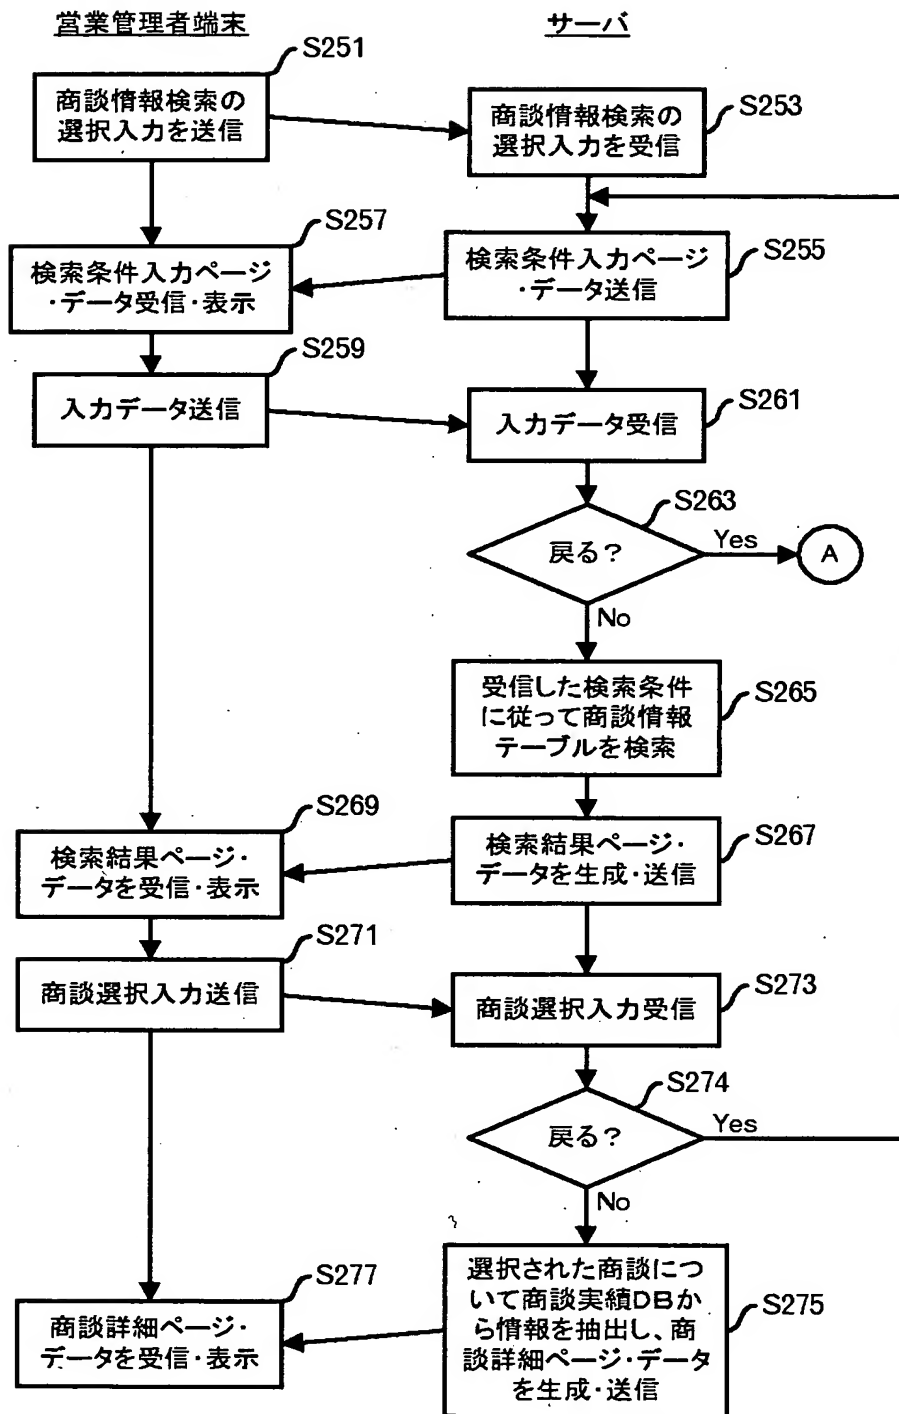 営業管理者端末
サーバ
S251
商談情報検索の
選択入力を送信
S253
商談情報検索の
選択入力を受信
S257
検索条件入力ページ
・データ受信・表示
S255
検索条件入力ページ
・データ送信
S259
入力データ送信
S261
入力データ受信
S263
戻る?
Yes
A
No
S265
受信した検索条件
に従って商談情報
テーブルを検索
S269
検索結果ページ・
データを受信・表示
S267
検索結果ページ・
データを生成・送信
S271
商談選択入力送信
S273
商談選択入力受信
S274
戻る?
Yes
No
S277
商談詳細ページ・
データを受信・表示
S275
選択された商談につ
いて商談実績DBか
ら情報を抽出し、商
談詳細ページ・データ
を生成・送信